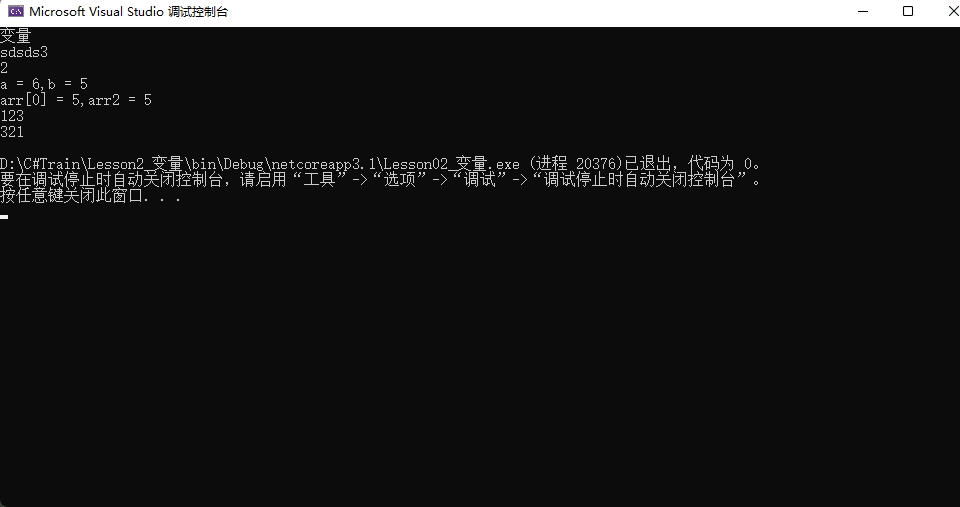 Microsoft Visual Studio 调试控制台
变量
sdsds3
2
a = 6,b = 5
arr[0] = 5,arr2 = 5
123
321
D:\C#Train\Lesson2_变量\bin\Debug\netcoreapp3.1\Lesson02_变量.exe (进程 20376)已退出，代码为 0。
要在调试停止时自动关闭控制台，请启用“工具”->“选项”->“调试”->“调试停止时自动关闭控制台”。
按任意键关闭此窗口. . .